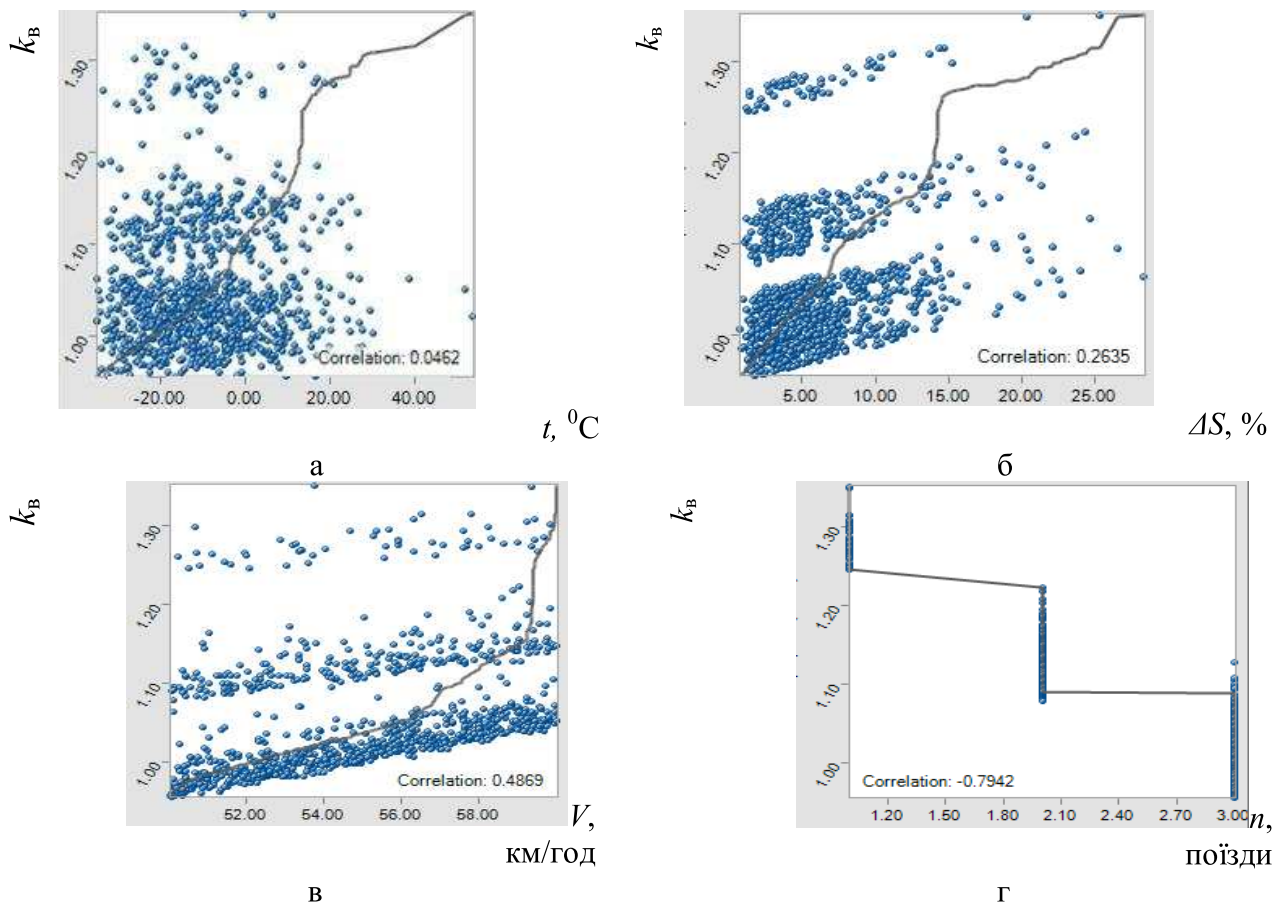 kв
1.30
1.20
1.10
1.00
Correlation: 0.0462
-20.00 0.00 20.00 40.00
t, ⁰C
а
kв
1.30
1.20
1.10
1.00
Correlation: 0.2635
5.00 10.00 15.00 20.00 25.00
ΔS, %
б
kв
1.30
1.20
1.10
1.00
Correlation: 0.4869
52.00 54.00 56.00 58.00
V,
км/год
в
kв
1.30
1.20
1.10
1.00
Correlation: -0.7942
1.20 1.50 1.80 2.10 2.40 2.70 3.00
n,
поїзди
г